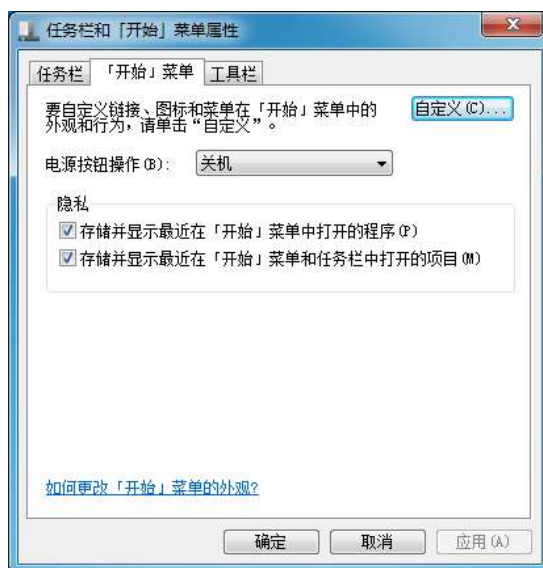 任务栏和「开始」菜单属性
任务栏 「开始」菜单 工具栏
要自定义链接、图标和菜单在「开始」菜单中的 自定义(C)...
外观和行为，请单击“自定义”。
电源按钮操作(B): 关机
隐私
存储并显示最近在「开始」菜单中打开的程序(P)
存储并显示最近在「开始」菜单和任务栏中打开的项目(M)
如何更改「开始」菜单的外观?
确定 取消 应用(A)